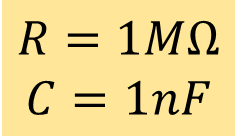 R = 1MΩ
C = 1nF